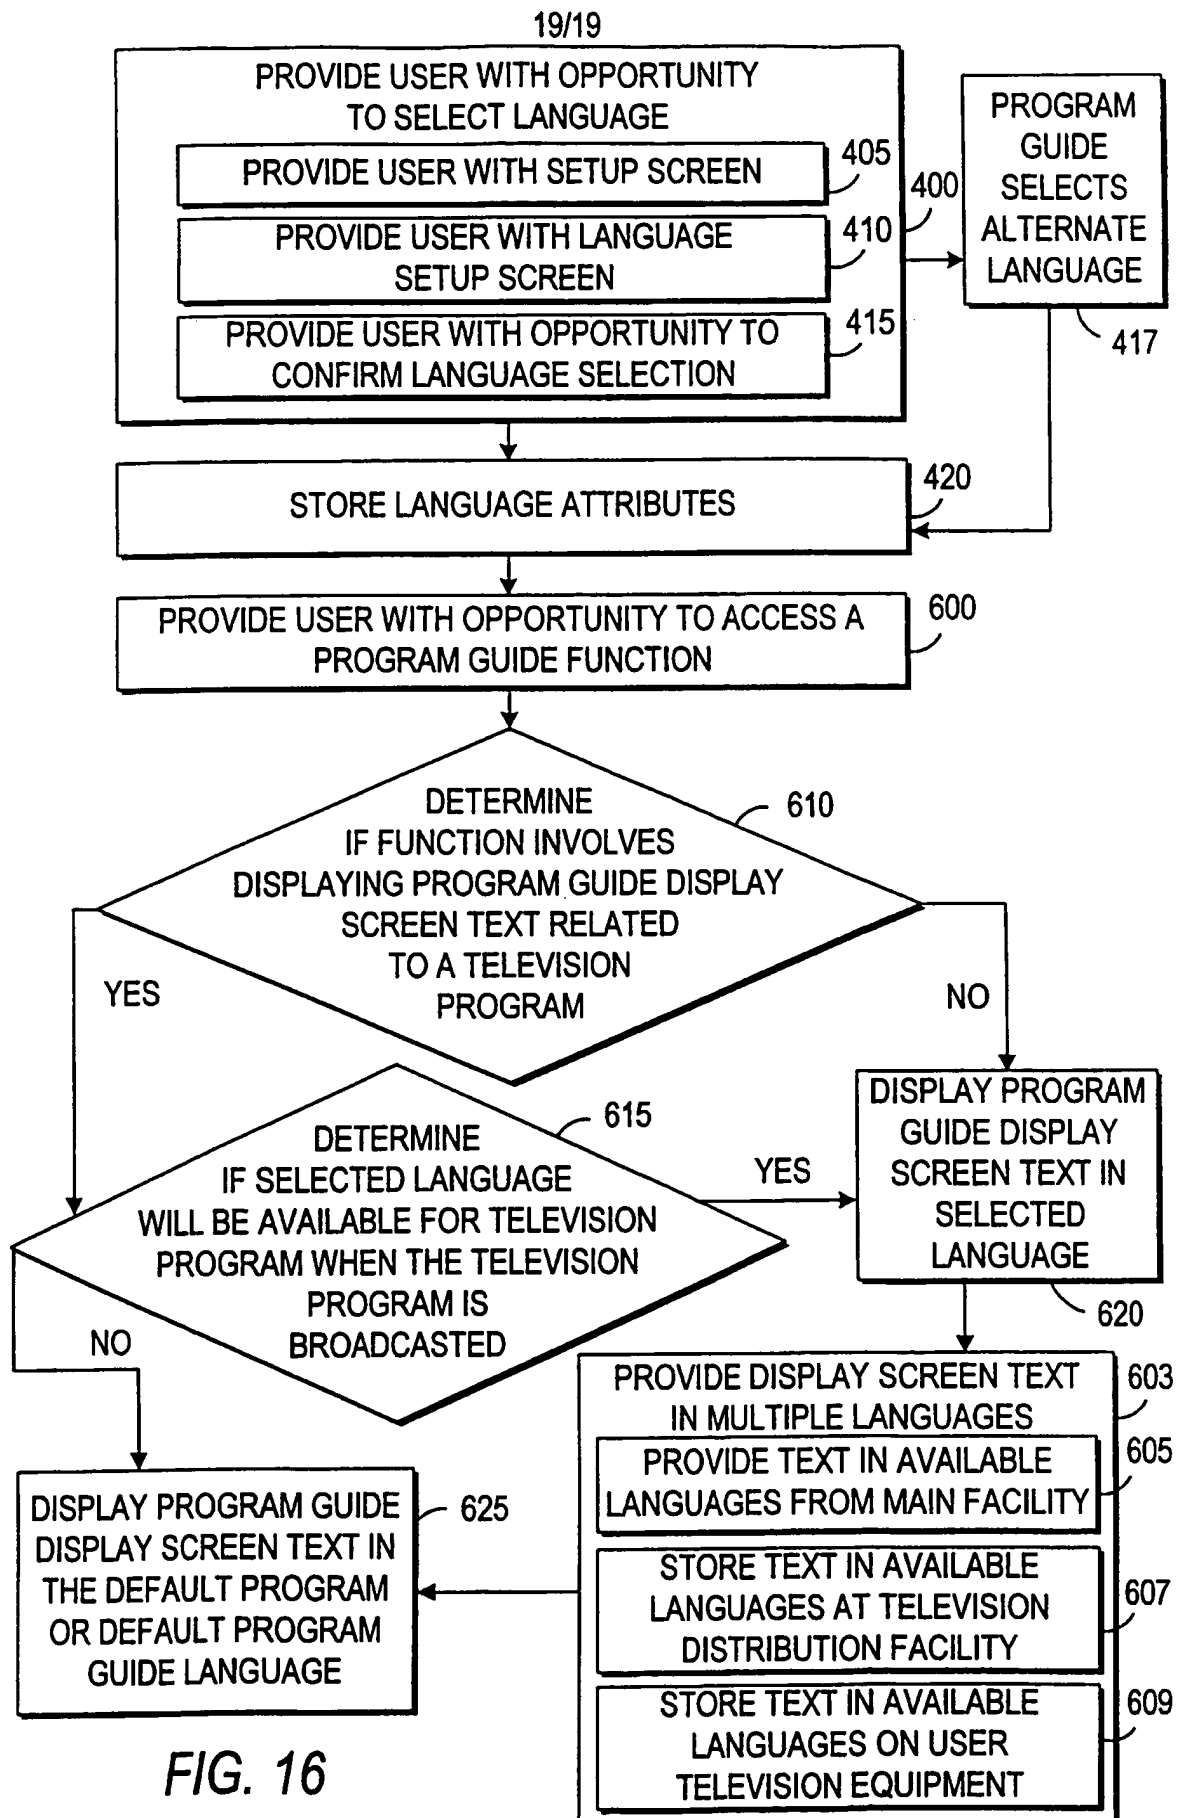 19/19
PROVIDE USER WITH OPPORTUNITY
TO SELECT LANGUAGE
PROVIDE USER WITH SETUP SCREEN
405
PROVIDE USER WITH LANGUAGE
SETUP SCREEN
410
PROVIDE USER WITH OPPORTUNITY TO
CONFIRM LANGUAGE SELECTION
415
400
PROGRAM
GUIDE
SELECTS
ALTERNATE
LANGUAGE
417
STORE LANGUAGE ATTRIBUTES
420
PROVIDE USER WITH OPPORTUNITY TO ACCESS A
PROGRAM GUIDE FUNCTION
600
DETERMINE
IF FUNCTION INVOLVES
DISPLAYING PROGRAM GUIDE DISPLAY
SCREEN TEXT RELATED
TO A TELEVISION
PROGRAM
610
YES
NO
DETERMINE
IF SELECTED LANGUAGE
WILL BE AVAILABLE FOR TELEVISION
PROGRAM WHEN THE TELEVISION
PROGRAM IS
BROADCASTED
615
YES
NO
DISPLAY PROGRAM
GUIDE DISPLAY
SCREEN TEXT IN
SELECTED
LANGUAGE
620
PROVIDE DISPLAY SCREEN TEXT
IN MULTIPLE LANGUAGES
603
PROVIDE TEXT IN AVAILABLE
LANGUAGES FROM MAIN FACILITY
605
STORE TEXT IN AVAILABLE
LANGUAGES AT TELEVISION
DISTRIBUTION FACILITY
607
STORE TEXT IN AVAILABLE
LANGUAGES ON USER
TELEVISION EQUIPMENT
609
DISPLAY PROGRAM GUIDE
DISPLAY SCREEN TEXT IN
THE DEFAULT PROGRAM
OR DEFAULT PROGRAM
GUIDE LANGUAGE
625
FIG. 16